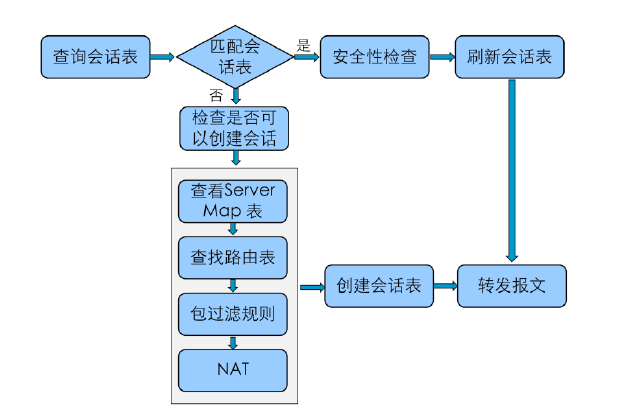 查询会话表
匹配会
话表
是
安全性检查
刷新会话表
否
检查是否可
以创建会话
查看Server
Map 表
查找路由表
包过滤规则
NAT
创建会话表
转发报文